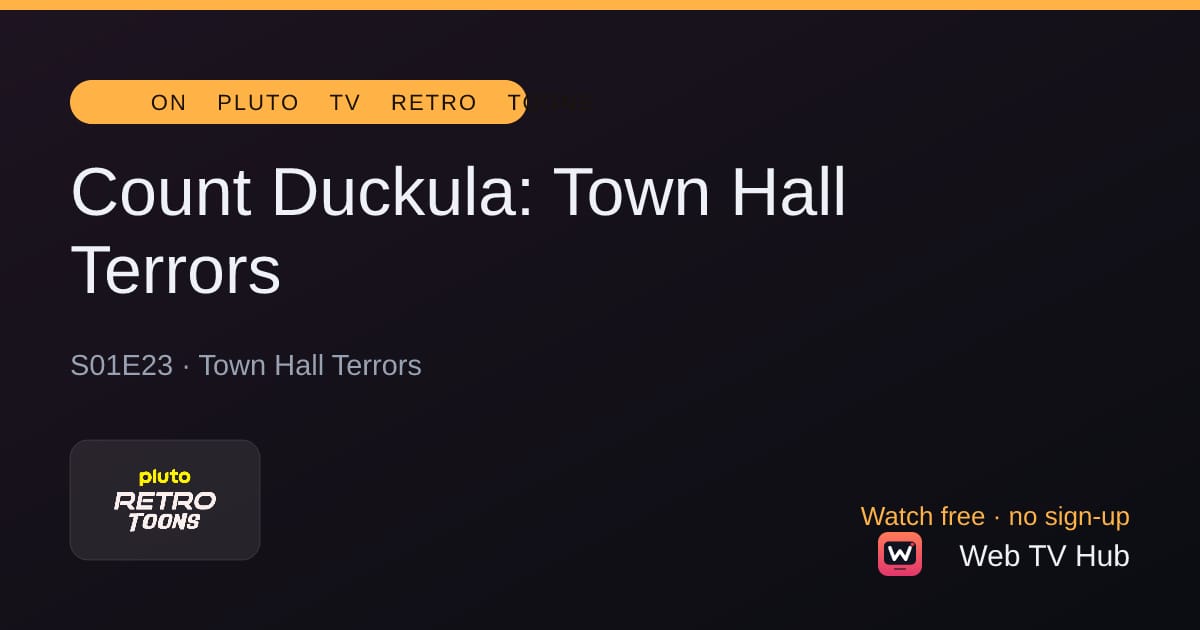 ON PLUTO TV RETRO TOONS
Count Duckula: Town Hall
Terrors
S01E23 · Town Hall Terrors
pluto
RETRO
TOONS
Watch free · no sign-up
W
Web TV Hub